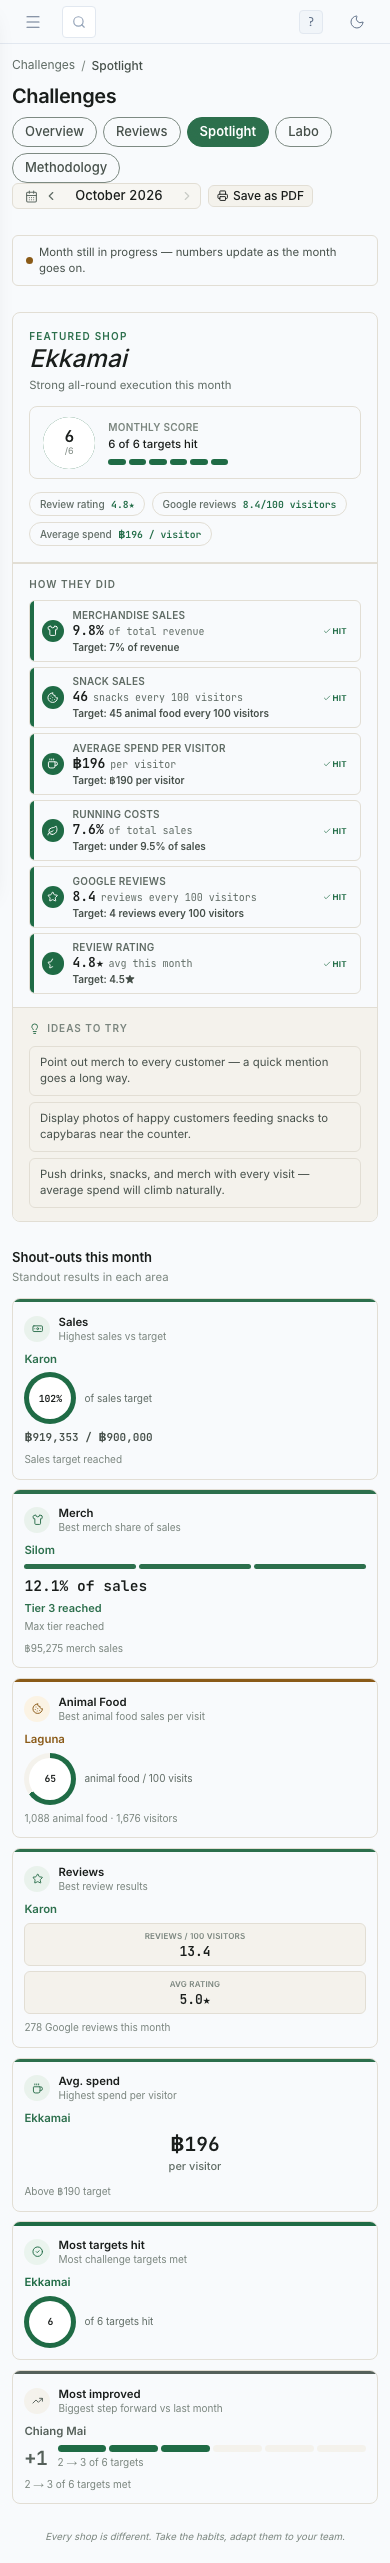 ?
Challenges / Spotlight
Challenges
Overview
Reviews
Spotlight
Labo
Methodology
October 2026
Save as PDF
Month still in progress — numbers update as the month
goes on.
FEATURED SHOP
Ekkamai
Strong all-round execution this month
6
/6
MONTHLY SCORE
6 of 6 targets hit
Review rating 4.8★
Google reviews 8.4/100 visitors
Average spend ฿196 / visitor
HOW THEY DID
MERCHANDISE SALES
9.8% of total revenue
Target: 7% of revenue
✓ HIT
SNACK SALES
46 snacks every 100 visitors
Target: 45 animal food every 100 visitors
✓ HIT
AVERAGE SPEND PER VISITOR
฿196 per visitor
Target: ฿190 per visitor
✓ HIT
RUNNING COSTS
7.6% of total sales
Target: under 9.5% of sales
✓ HIT
GOOGLE REVIEWS
8.4 reviews every 100 visitors
Target: 4 reviews every 100 visitors
✓ HIT
REVIEW RATING
4.8★ avg this month
Target: 4.5★
✓ HIT
IDEAS TO TRY
Point out merch to every customer — a quick mention
goes a long way.
Display photos of happy customers feeding snacks to
capybaras near the counter.
Push drinks, snacks, and merch with every visit —
average spend will climb naturally.
Shout-outs this month
Standout results in each area
Sales
Highest sales vs target
Karon
102%
of sales target
฿919,353 / ฿900,000
Sales target reached
Merch
Best merch share of sales
Silom
12.1% of sales
Tier 3 reached
Max tier reached
฿95,275 merch sales
Animal Food
Best animal food sales per visit
Laguna
65
animal food / 100 visits
1,088 animal food · 1,676 visitors
Reviews
Best review results
Karon
REVIEWS / 100 VISITORS
13.4
AVG RATING
5.0★
278 Google reviews this month
Avg. spend
Highest spend per visitor
Ekkamai
฿196
per visitor
Above ฿190 target
Most targets hit
Most challenge targets met
Ekkamai
6
of 6 targets hit
Most improved
Biggest step forward vs last month
Chiang Mai
+1
2 → 3 of 6 targets
2 → 3 of 6 targets met
Every shop is different. Take the habits, adapt them to your team.